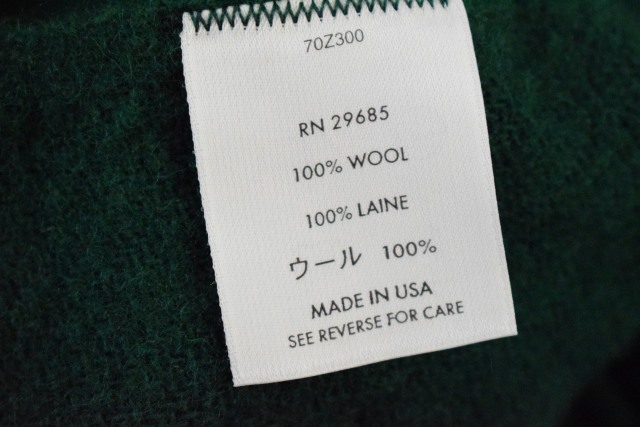 70Z300
RN 29685
100% WOOL
100% LAINE
ウール 100%
MADE IN USA
SEE REVERSE FOR CARE